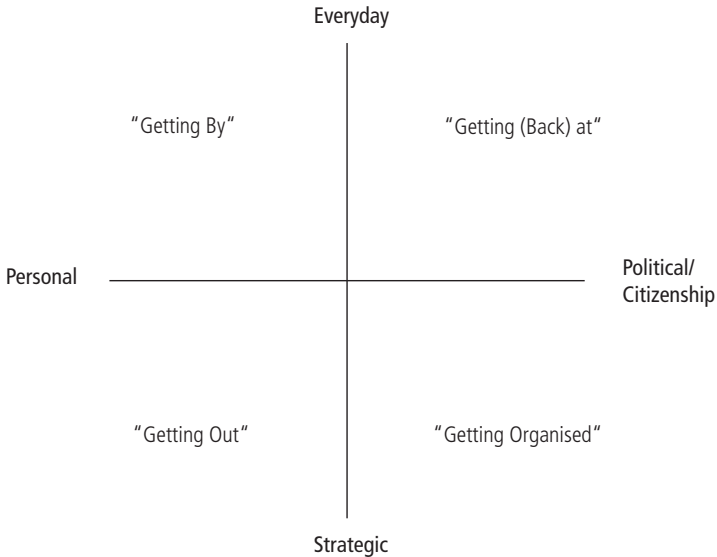 Everyday
“Getting By“
“Getting (Back) at“
Personal
Political/
Citizenship
“Getting Out“
“Getting Organised“
Strategic